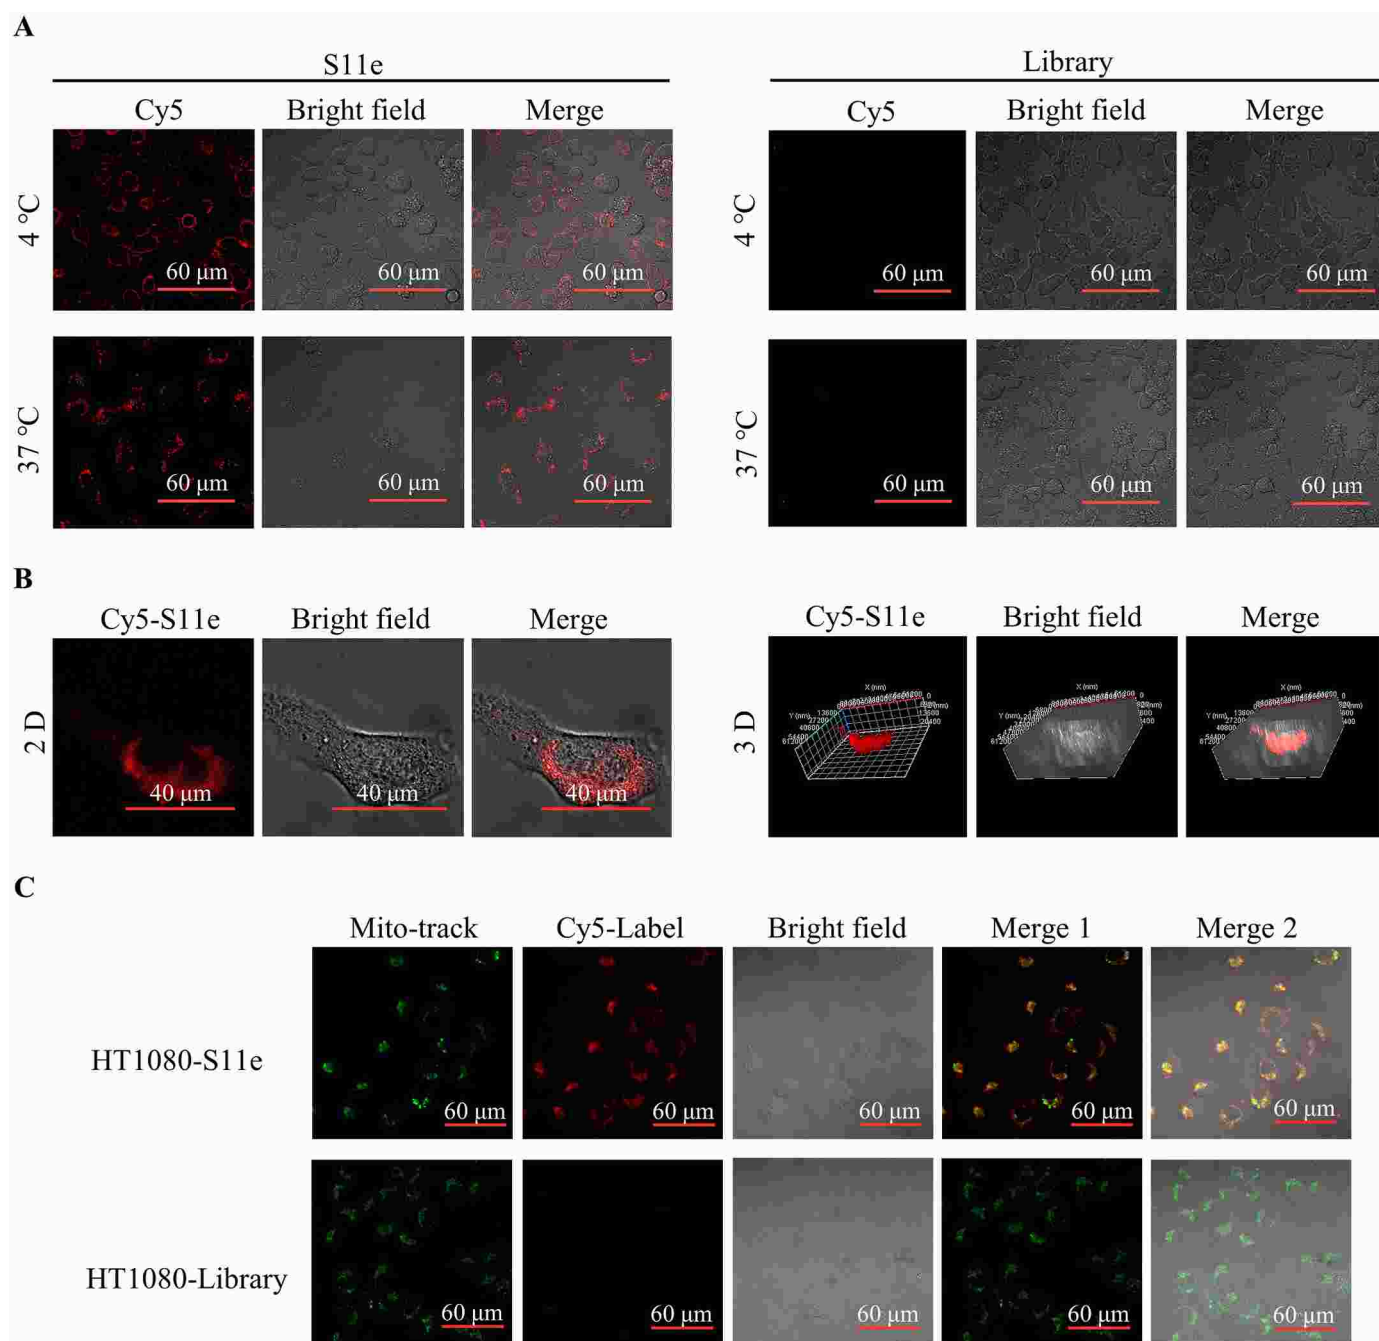 A
S11e
Library
Cy5 Bright field Merge
Cy5 Bright field Merge
4 °C
60 μm 60 μm 60 μm
4 °C
60 μm 60 μm 60 μm
37 °C
60 μm 60 μm 60 μm
37 °C
60 μm 60 μm 60 μm
B
Cy5-S11e Bright field Merge
Cy5-S11e Bright field Merge
2 D
40 μm 40 μm 40 μm
3 D
X (nm)
Y (nm)
X (nm)
X (nm)
C
Mito-track Cy5-Label Bright field Merge 1 Merge 2
HT1080-S11e
60 μm 60 μm 60 μm 60 μm 60 μm
HT1080-Library
60 μm 60 μm 60 μm 60 μm 60 μm